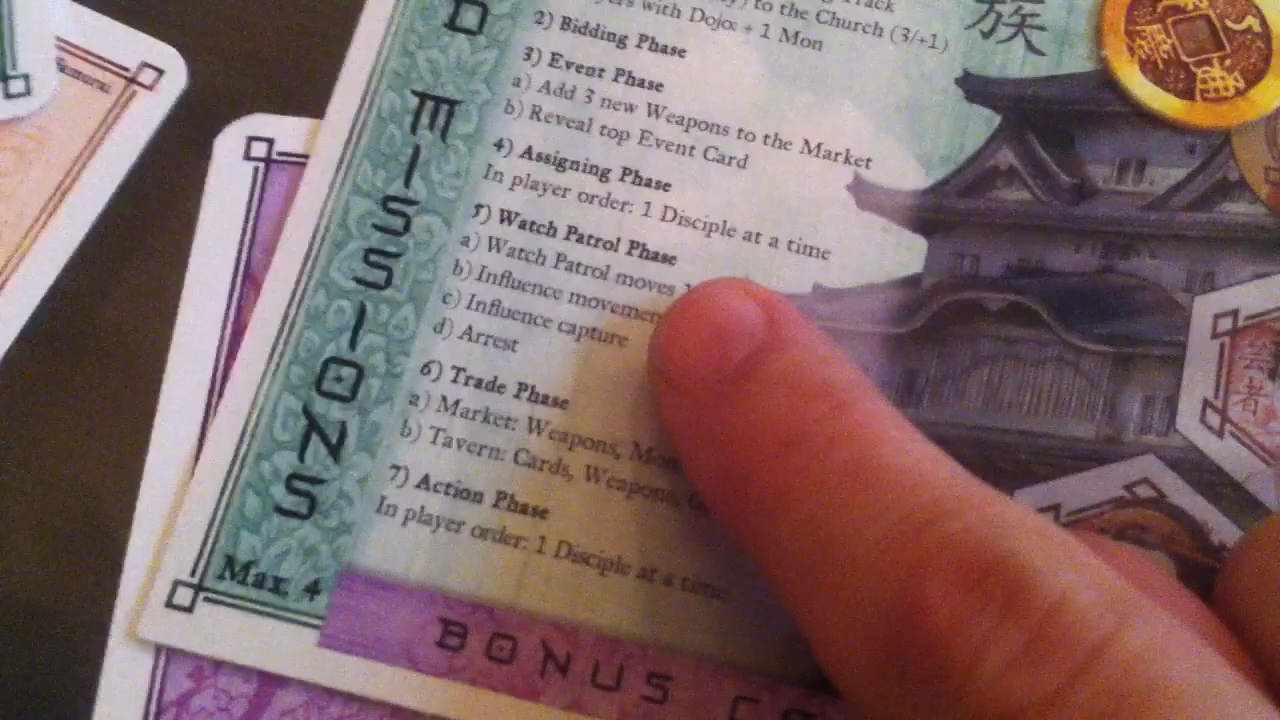 Track
to the Church (3/+1)
with Dojo: + 1 Mon
族
2) Bidding Phase
3) Event Phase
a) Add 3 new Weapons to the Market
b) Reveal top Event Card
4) Assigning Phase
In player order: 1 Disciple at a time
5) Watch Patrol Phase
a) Watch Patrol moves
b) Influence
c) Influence capture
d) Arrest
6) Trade Phase
a) Market: Weapons,
b) Tavern: Cards, Weapons,
7) Action Phase
In player order: 1 Disciple at a time
MISSIONS
Max. 4
BONUS
Samurai